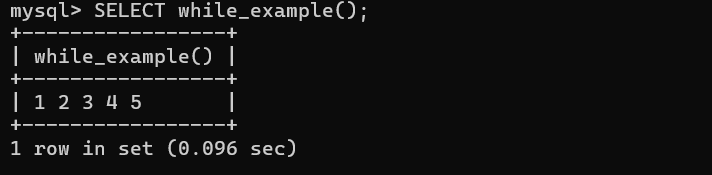 mysql> SELECT while_example();
+-----------------+
| while_example() |
+-----------------+
| 1 2 3 4 5       |
+-----------------+
1 row in set (0.096 sec)